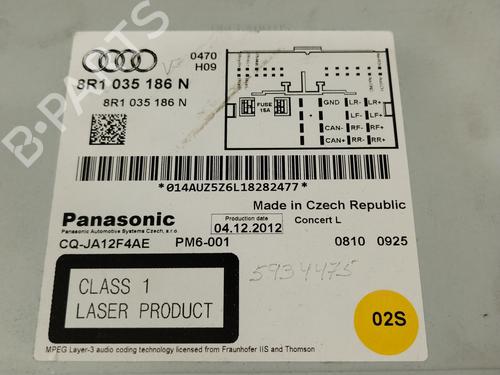 0470
H09
8R1 035 186 N
8R1 035 186 N
FUSE
15A
+
GND
CAN-
CAN+
LR- LR+
LF- LF+
RF- RF+
RR- RR+
*014AUZ5Z6L18282477*
Made in Czech Republic
Panasonic
Panasonic Automotive Systems Czech, s.r.o
Production date
04.12.2012
Concert L
CQ-JA12F4AE PM6-001
0810 0925
5934475
CLASS 1
LASER PRODUCT
02S
MPEG Layer-3 audio coding technology licensed from Fraunhofer IIS and Thomson
B-PARTS